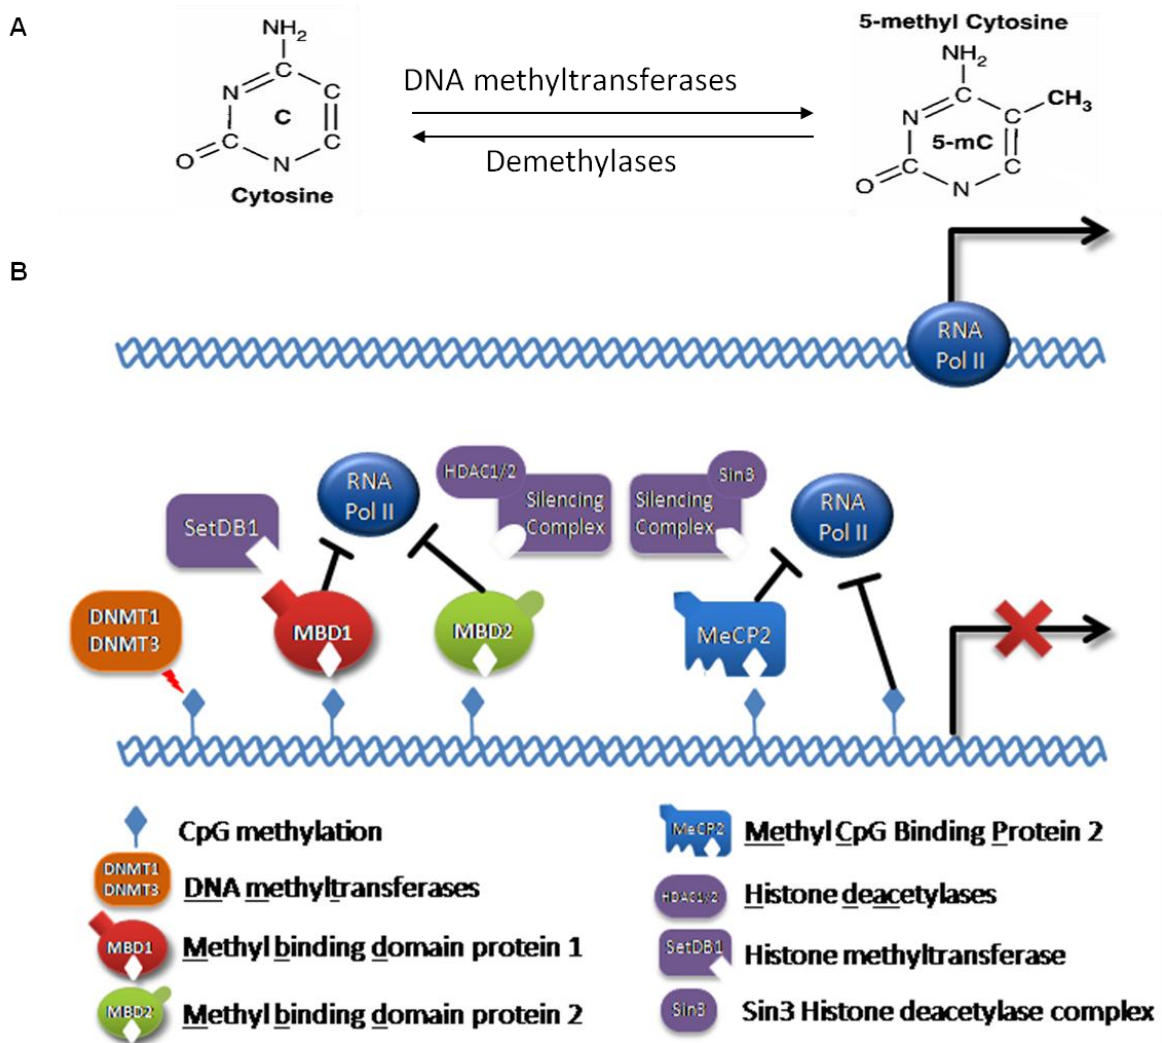 A
NH2
N
C
C
C
C
C
O
N
Cytosine
DNA methyltransferases
Demethylases
5-methyl Cytosine
NH2
C
C
CH3
N
5-mC
C
C
O
N
B
RNA
Pol II
HDAC1/2
Silencing
Complex
Sin3
Silencing
Complex
RNA
Pol II
RNA
Pol II
SetDB1
DNMT1
DNMT3
MBD1
MBD2
MeCP2
CpG methylation
DNMT1
DNMT3
DNA methyltransferases
MBD1
Methyl binding domain protein 1
MBD2
Methyl binding domain protein 2
MeCP2
Methyl CpG Binding Protein 2
HDAC1/2
Histone deacetylases
SetDB1
Histone methyltransferase
Sin3
Sin3 Histone deacetylase complex